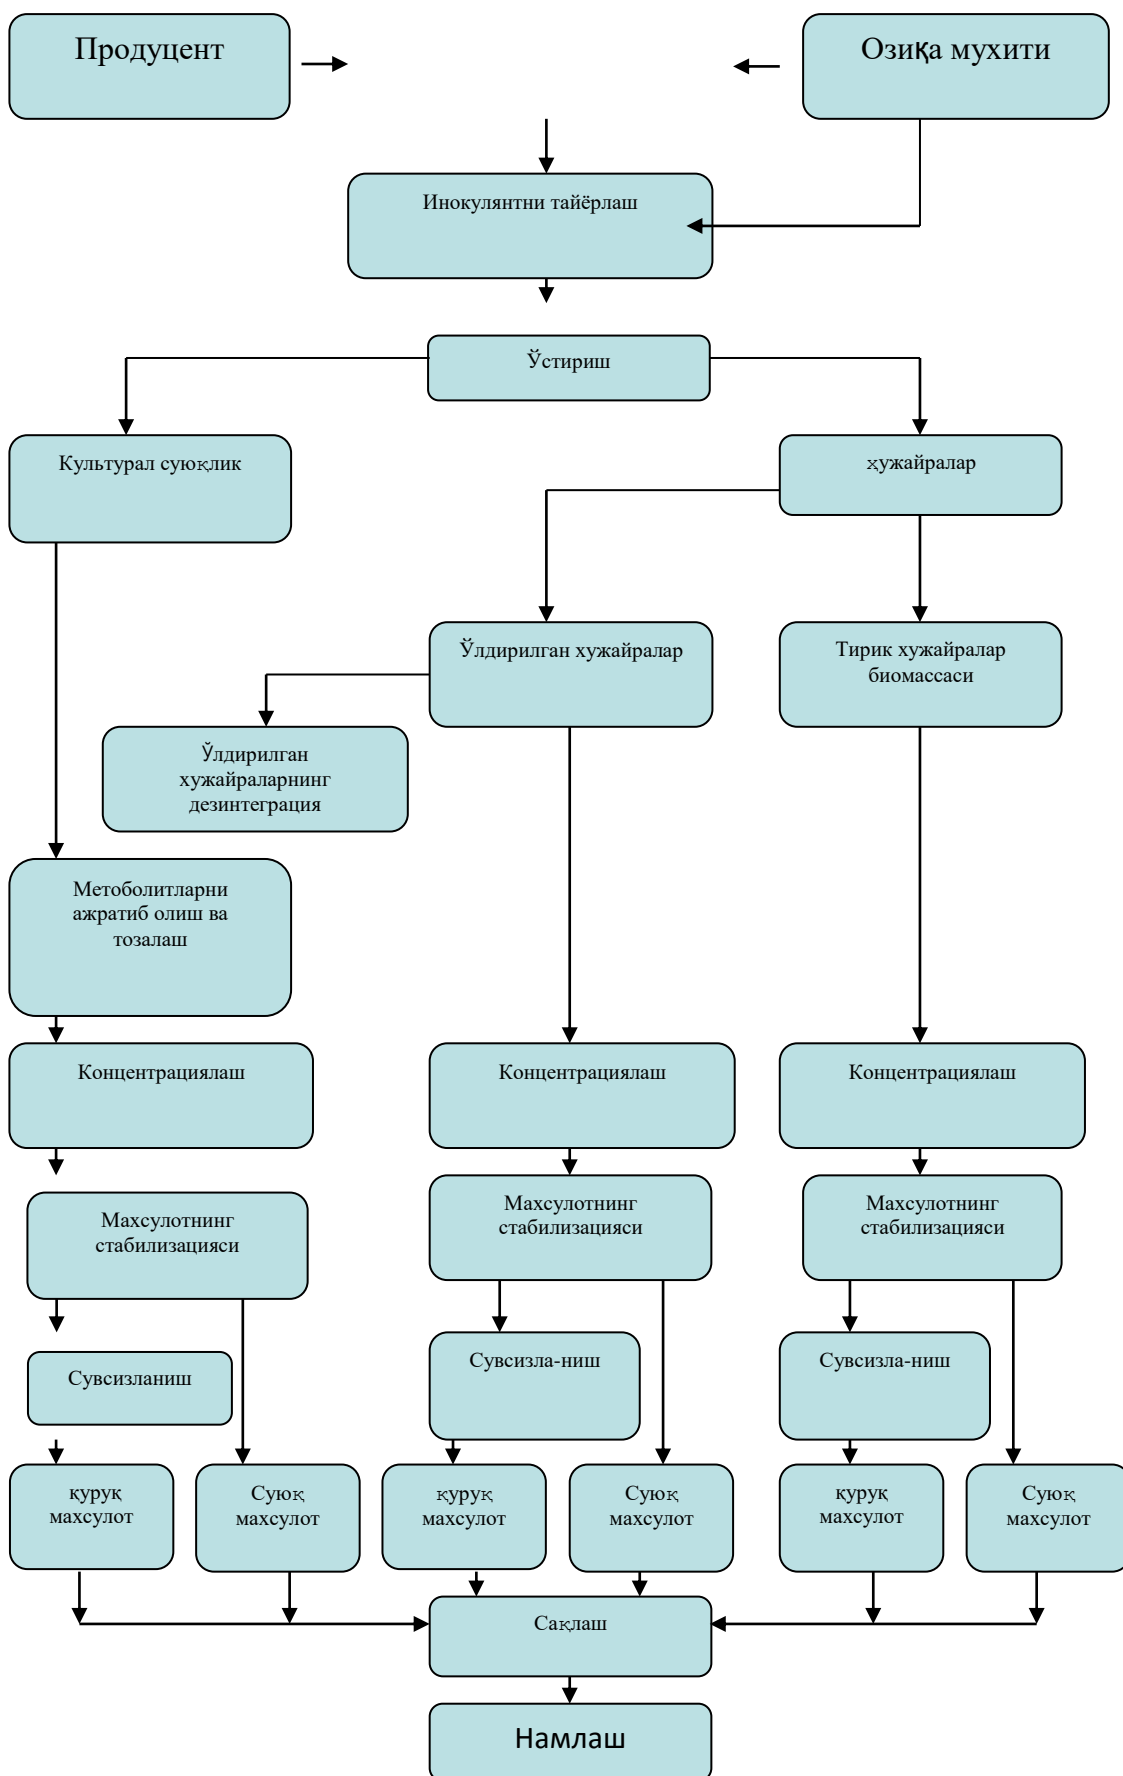 Продуцент
Озиқа мухити
Инокулянтни тайёрлаш
Ўстириш
Культурал суюқлик
ҳужайралар
Ўлдирилган хужайралар
Тирик хужайралар
биомассаси
Ўлдирилган
хужайраларнинг
дезинтеграция
Метоболитларни
ажратиб олиш ва
тозалаш
Концентрациялаш
Концентрациялаш
Концентрациялаш
Махсулотнинг
стабилизацияси
Махсулотнинг
стабилизацияси
Махсулотнинг
стабилизацияси
Сувсизланиш
Сувсизла-ниш
Сувсизла-ниш
қуруқ
махсулот
Суюқ
махсулот
қуруқ
махсулот
Суюқ
махсулот
қуруқ
махсулот
Суюқ
махсулот
Сақлаш
Намлаш